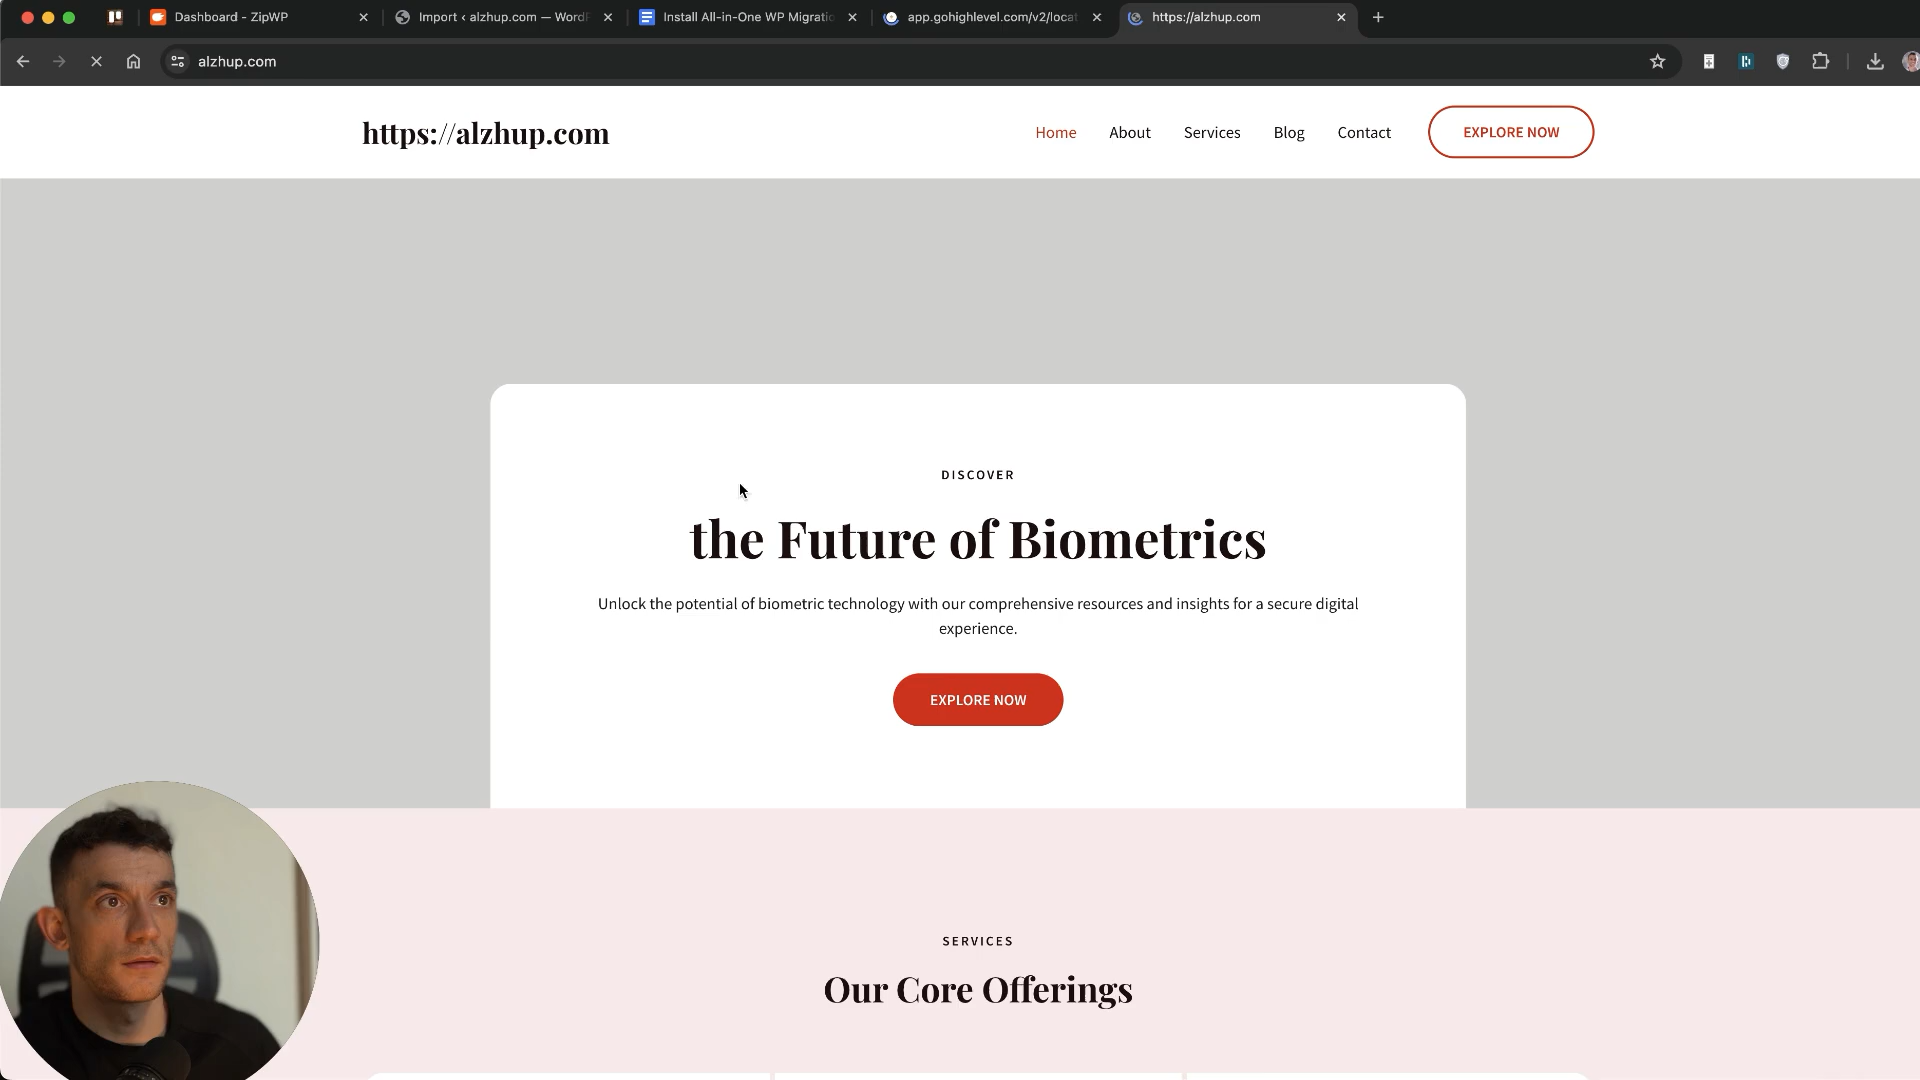 Dashboard - ZipWP
Import ‹ alzhup.com — WordP
Install All-in-One WP Migratio
app.gohighlevel.com/v2/locat
https://alzhup.com
alzhup.com
https://alzhup.com
Home
About
Services
Blog
Contact
EXPLORE NOW
DISCOVER
the Future of Biometrics
Unlock the potential of biometric technology with our comprehensive resources and insights for a secure digital
experience.
EXPLORE NOW
SERVICES
Our Core Offerings